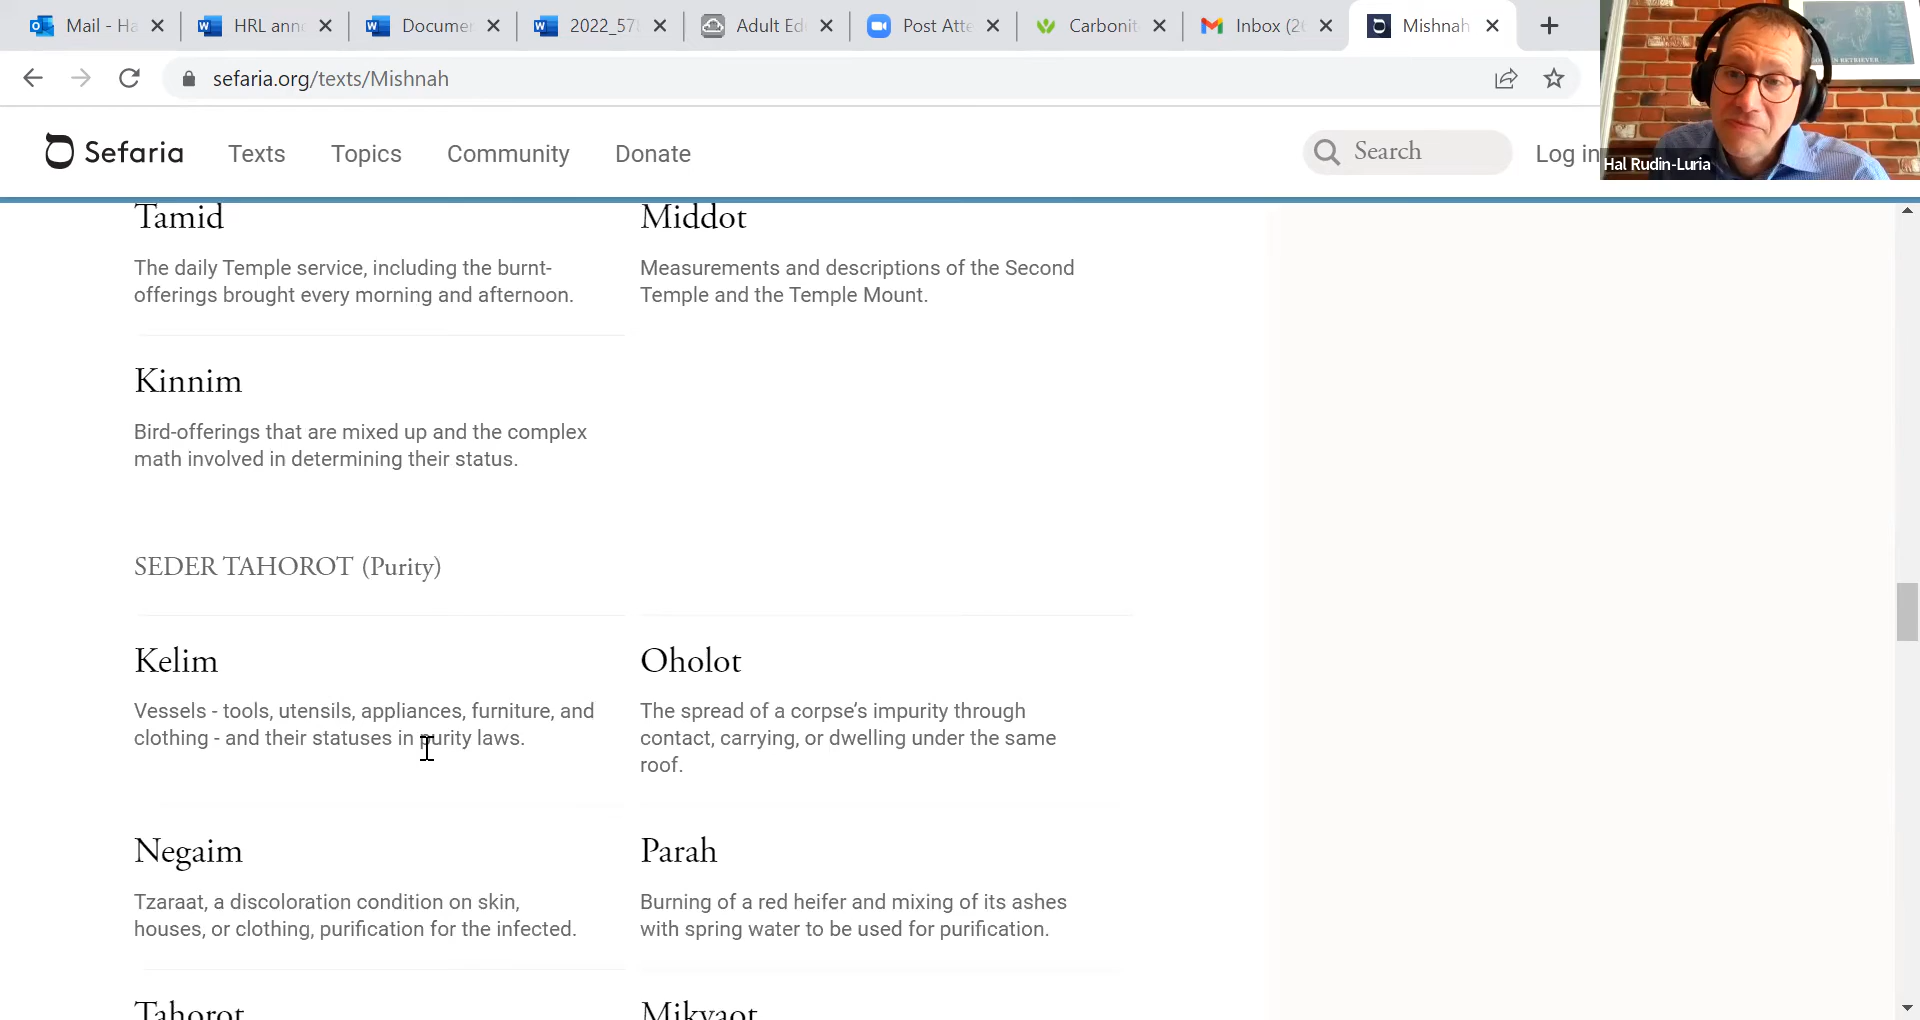 Mail - Ha
HRL ann
Docume
2022_57
Adult Ed
Post Atte
Carbonit
Inbox (2
Mishnah
sefaria.org/texts/Mishnah
Sefaria
Texts
Topics
Community
Donate
Search
Log in
Hal Rudin-Luria
Tamid
The daily Temple service, including the burnt-
offerings brought every morning and afternoon.
Middot
Measurements and descriptions of the Second
Temple and the Temple Mount.
Kinnim
Bird-offerings that are mixed up and the complex
math involved in determining their status.
SEDER TAHOROT (Purity)
Kelim
Vessels - tools, utensils, appliances, furniture, and
clothing - and their statuses in purity laws.
Oholot
The spread of a corpse’s impurity through
contact, carrying, or dwelling under the same
roof.
Negaim
Tzaraat, a discoloration condition on skin,
houses, or clothing, purification for the infected.
Parah
Burning of a red heifer and mixing of its ashes
with spring water to be used for purification.
Tahorot
Mikvaot